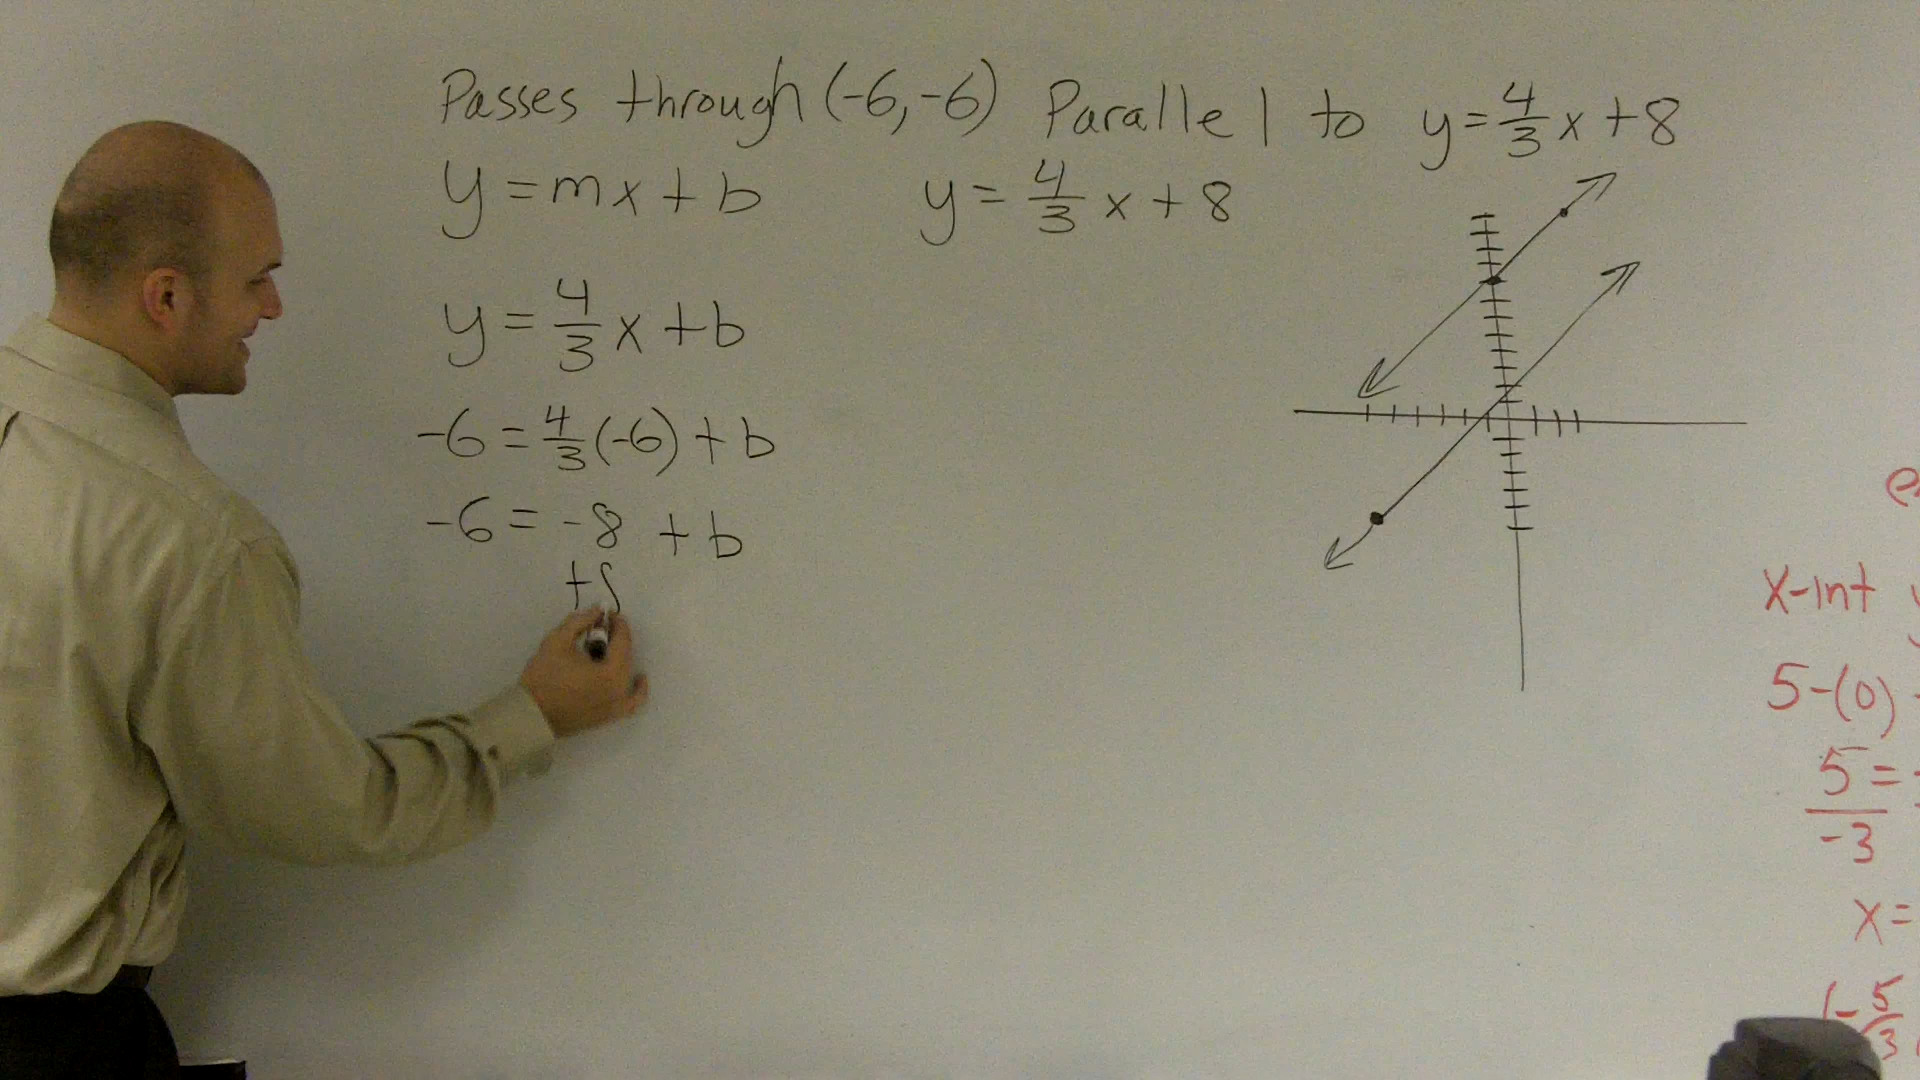 Passes through (-6,-6) Parallel to y=4/3x+8
y=mx+b y=4/3x+8
y=4/3x+b
-6=4/3(-6)+b
-6=-8+b
x-int
5-(0)
5=
-3
x=